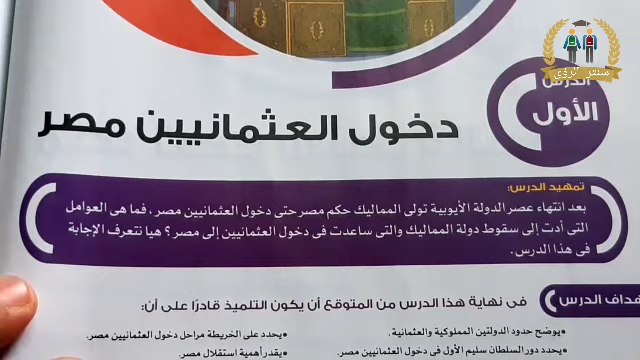 سنتر الرؤى
الدرس
الأول
دخول العثمانيين مصر
تمهيد الدرس:
بعد انتهاء عصر الدولة الأيوبية تولى المماليك حكم مصر حتى دخول العثمانيين مصر، فما هى العوامل
التى أدت إلى سقوط دولة المماليك والتى ساعدت فى دخول العثمانيين إلى مصر؟ هيا نتعرف الإجابة
فى هذا الدرس.
هداف الدرس
فى نهاية هذا الدرس من المتوقع أن يكون التلميذ قادرًا على أن:
•يوضح حدود الدولتين المملوكية والعثمانية.
•يحدد على الخريطة مراحل دخول العثمانيين مصر.
•يحدد دور السلطان سليم الأول فى دخول العثمانيين مصر.
•يقدر أهمية استقلال مصر.